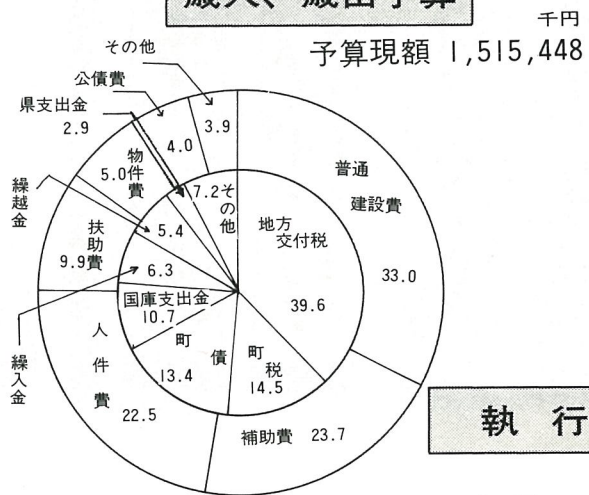 歳入、歳出予算
千円
予算現額 1,515,448
その他
3.9
公債費
4.0
県支出金
2.9
物件費
5.0
繰越金
5.4
扶助費
9.9
6.3
繰入金
人件費
22.5
補助費 23.7
普通
建設費
33.0
地方
交付税
39.6
町税
14.5
町債
13.4
国庫支出金
10.7
その他
7.2
執行